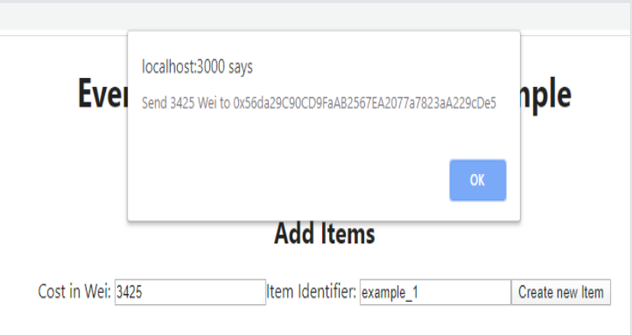 localhost:3000 says
Send 3425 Wei to 0x56da29C90CD9FaAB2567EA2077a7823aA229cDe5
OK
Add Items
Cost in Wei: 3425 Item Identifier: example_1 Create new Item